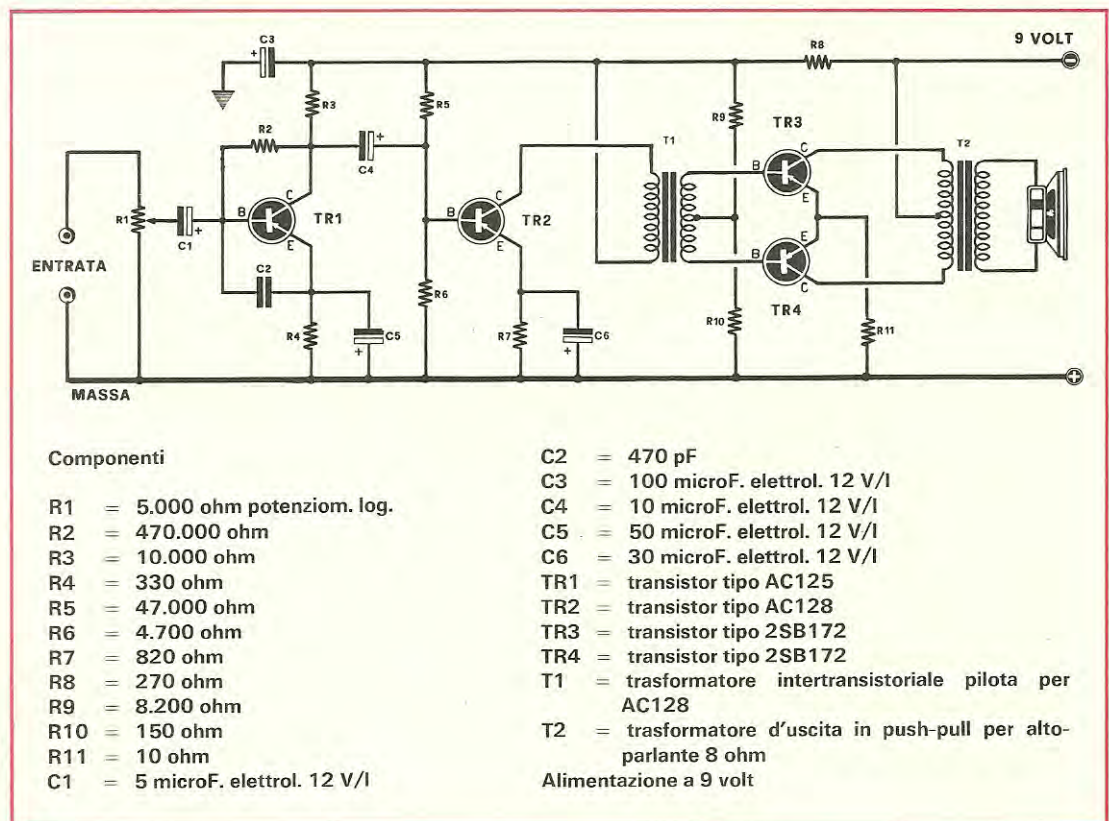 9 VOLT
C3
+
R8
R3
R5
R2
R9
TR3
C
T1
T2
C4
+
B
E
R1
C1
+
B
C
E
TR1
B
C
E
TR2
ENTRATA
C2
R6
E
B
C
TR4
R4
C5
+
R7
C6
+
R10
R11
MASSA
Componenti
R1 = 5.000 ohm potenziom. log.
R2 = 470.000 ohm
R3 = 10.000 ohm
R4 = 330 ohm
R5 = 47.000 ohm
R6 = 4.700 ohm
R7 = 820 ohm
R8 = 270 ohm
R9 = 8.200 ohm
R10 = 150 ohm
R11 = 10 ohm
C1 = 5 microF. elettrol. 12 V/l
C2 = 470 pF
C3 = 100 microF. elettrol. 12 V/l
C4 = 10 microF. elettrol. 12 V/l
C5 = 50 microF. elettrol. 12 V/l
C6 = 30 microF. elettrol. 12 V/l
TR1 = transistor tipo AC125
TR2 = transistor tipo AC128
TR3 = transistor tipo 2SB172
TR4 = transistor tipo 2SB172
T1 = trasformatore intertransistoriale pilota per
AC128
T2 = trasformatore d'uscita in push-pull per alto-
parlante 8 ohm
Alimentazione a 9 volt